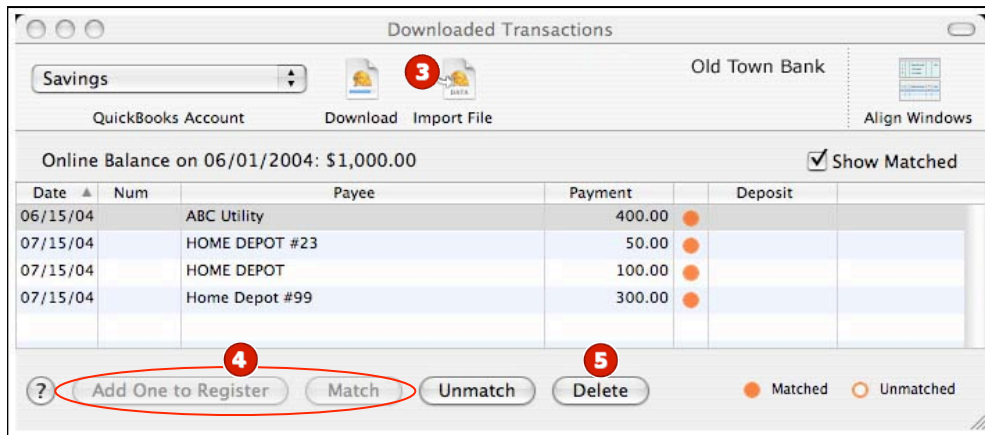 Downloaded Transactions
Savings
3
DATA
Old Town Bank
QuickBooks Account Download Import File Align Windows
Online Balance on 06/01/2004: $1,000.00 Show Matched
Date Num Payee Payment Deposit
06/15/04 ABC Utility 400.00
07/15/04 HOME DEPOT #23 50.00
07/15/04 HOME DEPOT 100.00
07/15/04 Home Depot #99 300.00
4 5
? Add One to Register Match Unmatch Delete Matched Unmatched